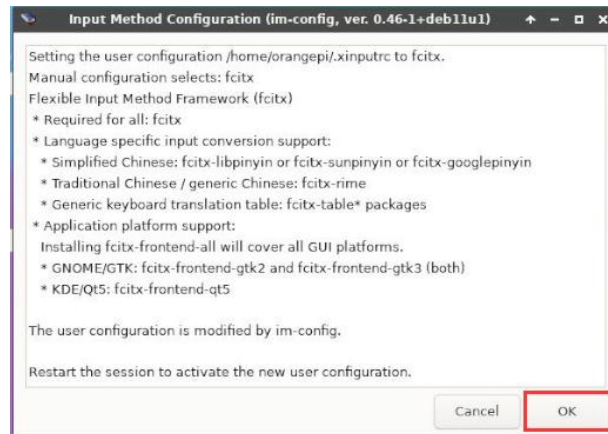 Input Method Configuration (im-config, ver. 0.46-1+deb11u1)
Setting the user configuration /home/orangepi/.xinputrc to fcitx.
Manual configuration selects: fcitx
Flexible Input Method Framework (fcitx)
* Required for all: fcitx
* Language specific input conversion support:
* Simplified Chinese: fcitx-libpinyin or fcitx-sunpinyin or fcitx-googlepinyin
* Traditional Chinese / generic Chinese: fcitx-rime
* Generic keyboard translation table: fcitx-table* packages
* Application platform support:
Installing fcitx-frontend-all will cover all GUI platforms.
* GNOME/GTK: fcitx-frontend-gtk2 and fcitx-frontend-gtk3 (both)
* KDE/Qt5: fcitx-frontend-qt5
The user configuration is modified by im-config.
Restart the session to activate the new user configuration.
Cancel OK